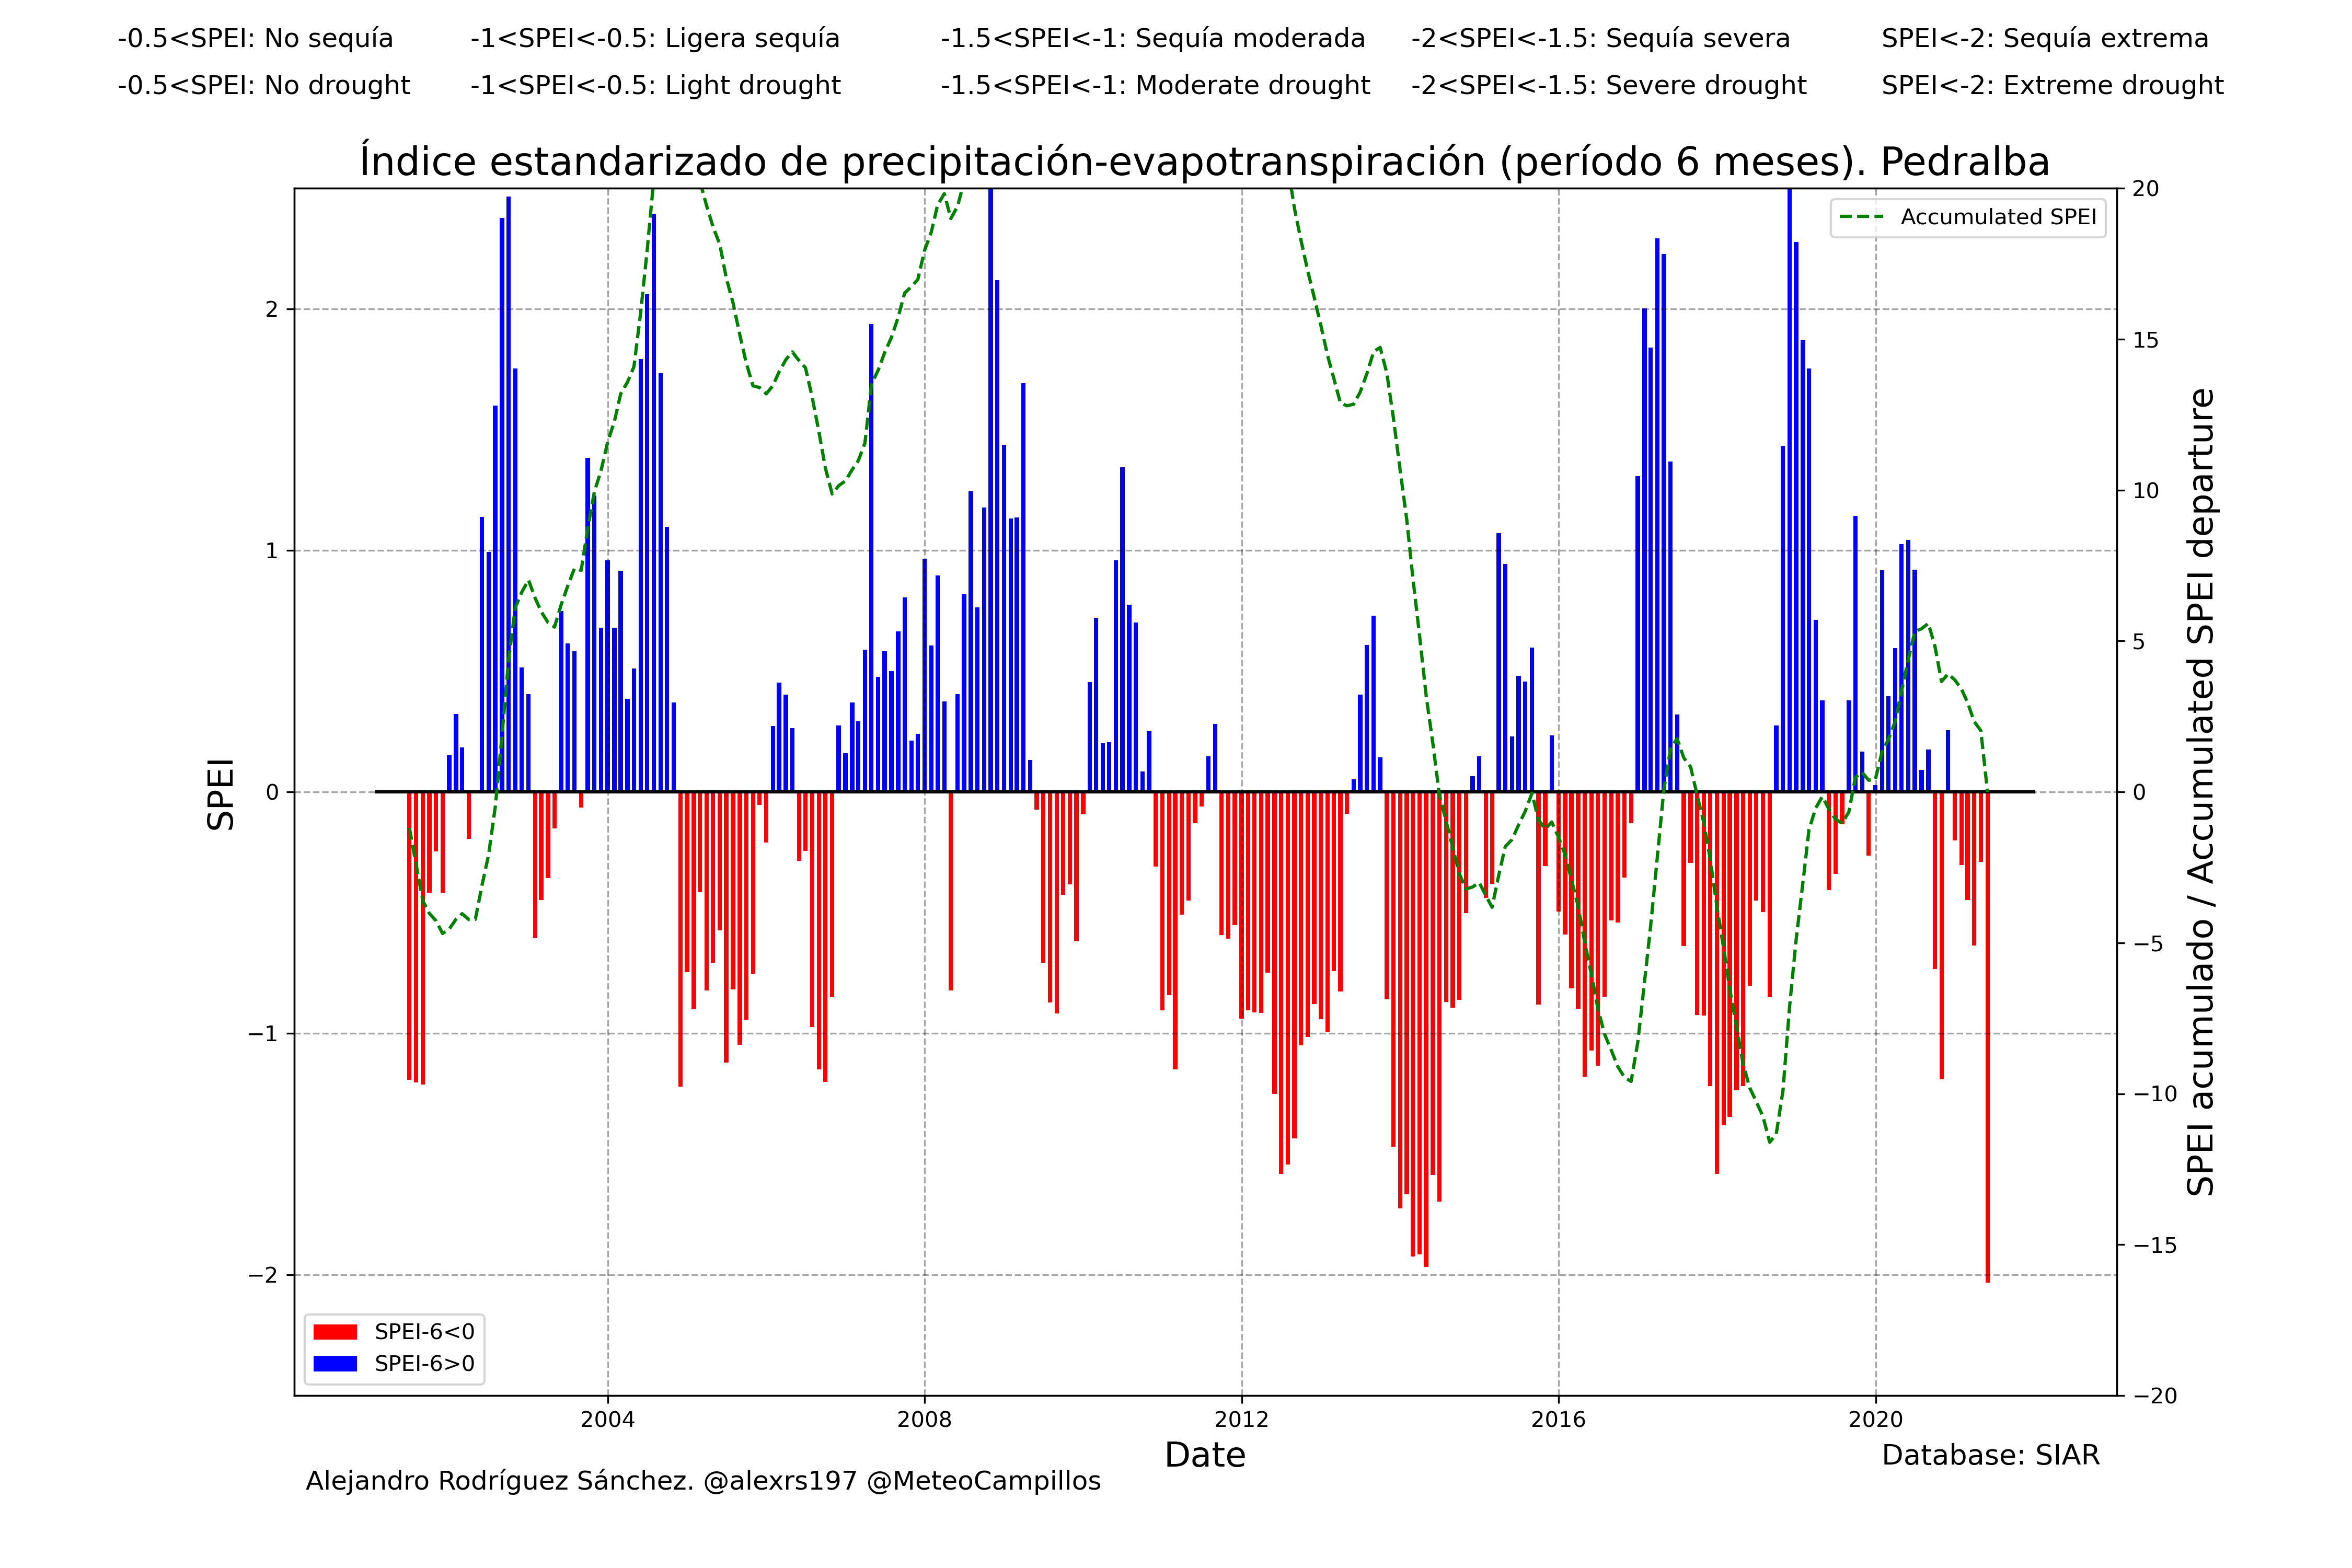 -0.5<SPEI: No sequía -1<SPEI<-0.5: Ligera sequía -1.5<SPEI<-1: Sequía moderada -2<SPEI<-1.5: Sequía severa SPEI<-2: Sequía extrema
-0.5<SPEI: No drought -1<SPEI<-0.5: Light drought -1.5<SPEI<-1: Moderate drought -2<SPEI<-1.5: Severe drought SPEI<-2: Extreme drought
Índice estandarizado de precipitación-evapotranspiración (período 6 meses). Pedralba
Accumulated SPEI
SPEI
2
1
0
−1
−2
20
15
10
5
0
−5
−10
−15
−20
SPEI acumulado / Accumulated SPEI departure
SPEI-6<0
SPEI-6>0
2004 2008 2012 2016 2020
Date
Database: SIAR
Alejandro Rodríguez Sánchez. @alexrs197 @MeteoCampillos